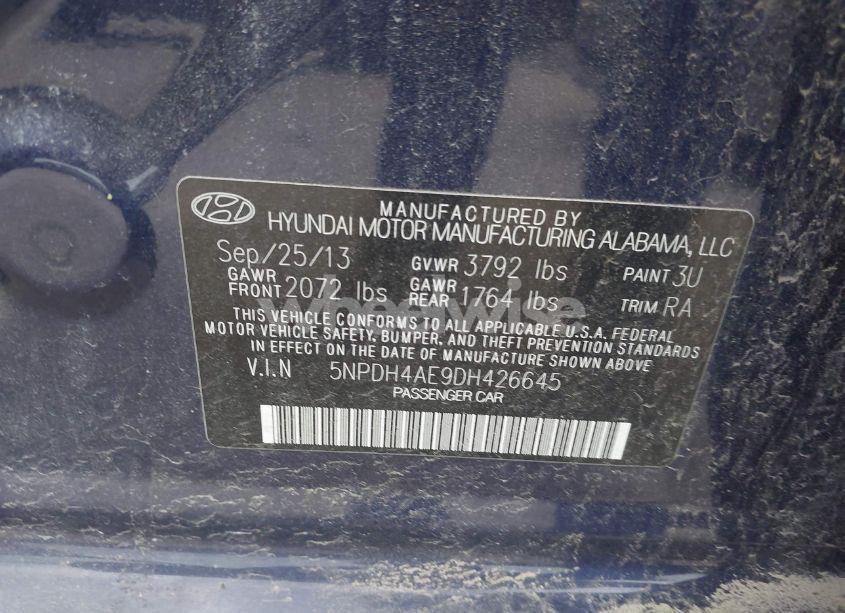 MANUFACTURED BY
HYUNDAI MOTOR MANUFACTURING ALABAMA, LLC
Sep/25/13 GVWR 3792 lbs PAINT 3U
GAWR FRONT 2072 lbs GAWR REAR 1764 lbs TRIM RA
THIS VEHICLE CONFORMS TO ALL APPLICABLE U.S.A. FEDERAL
MOTOR VEHICLE SAFETY, BUMPER, AND THEFT PREVENTION STANDARDS
IN EFFECT ON THE DATE OF MANUFACTURE SHOWN ABOVE
V.I.N 5NPDH4AE9DH426645
PASSENGER CAR
wheelwise